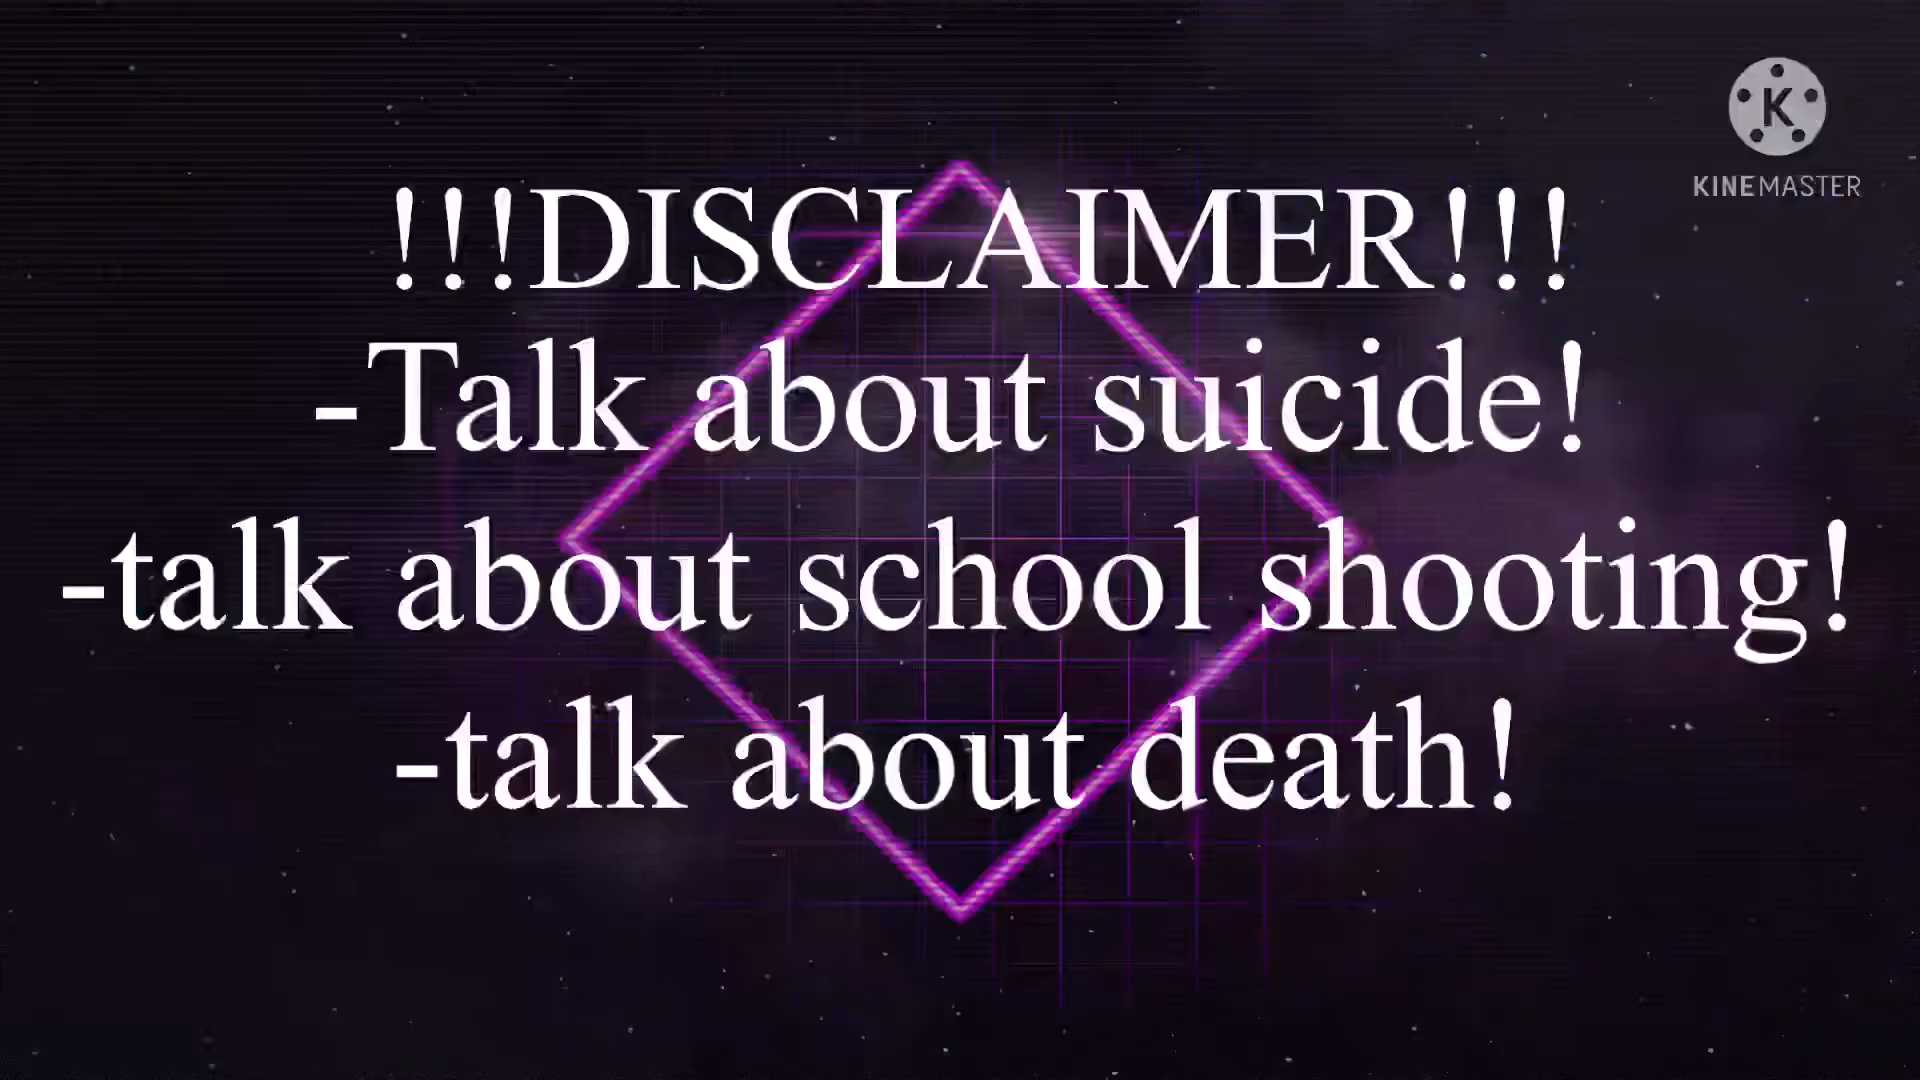 KINEMASTER
!!!DISCLAIMER!!!
-Talk about suicide!
-talk about school shooting!
-talk about death!